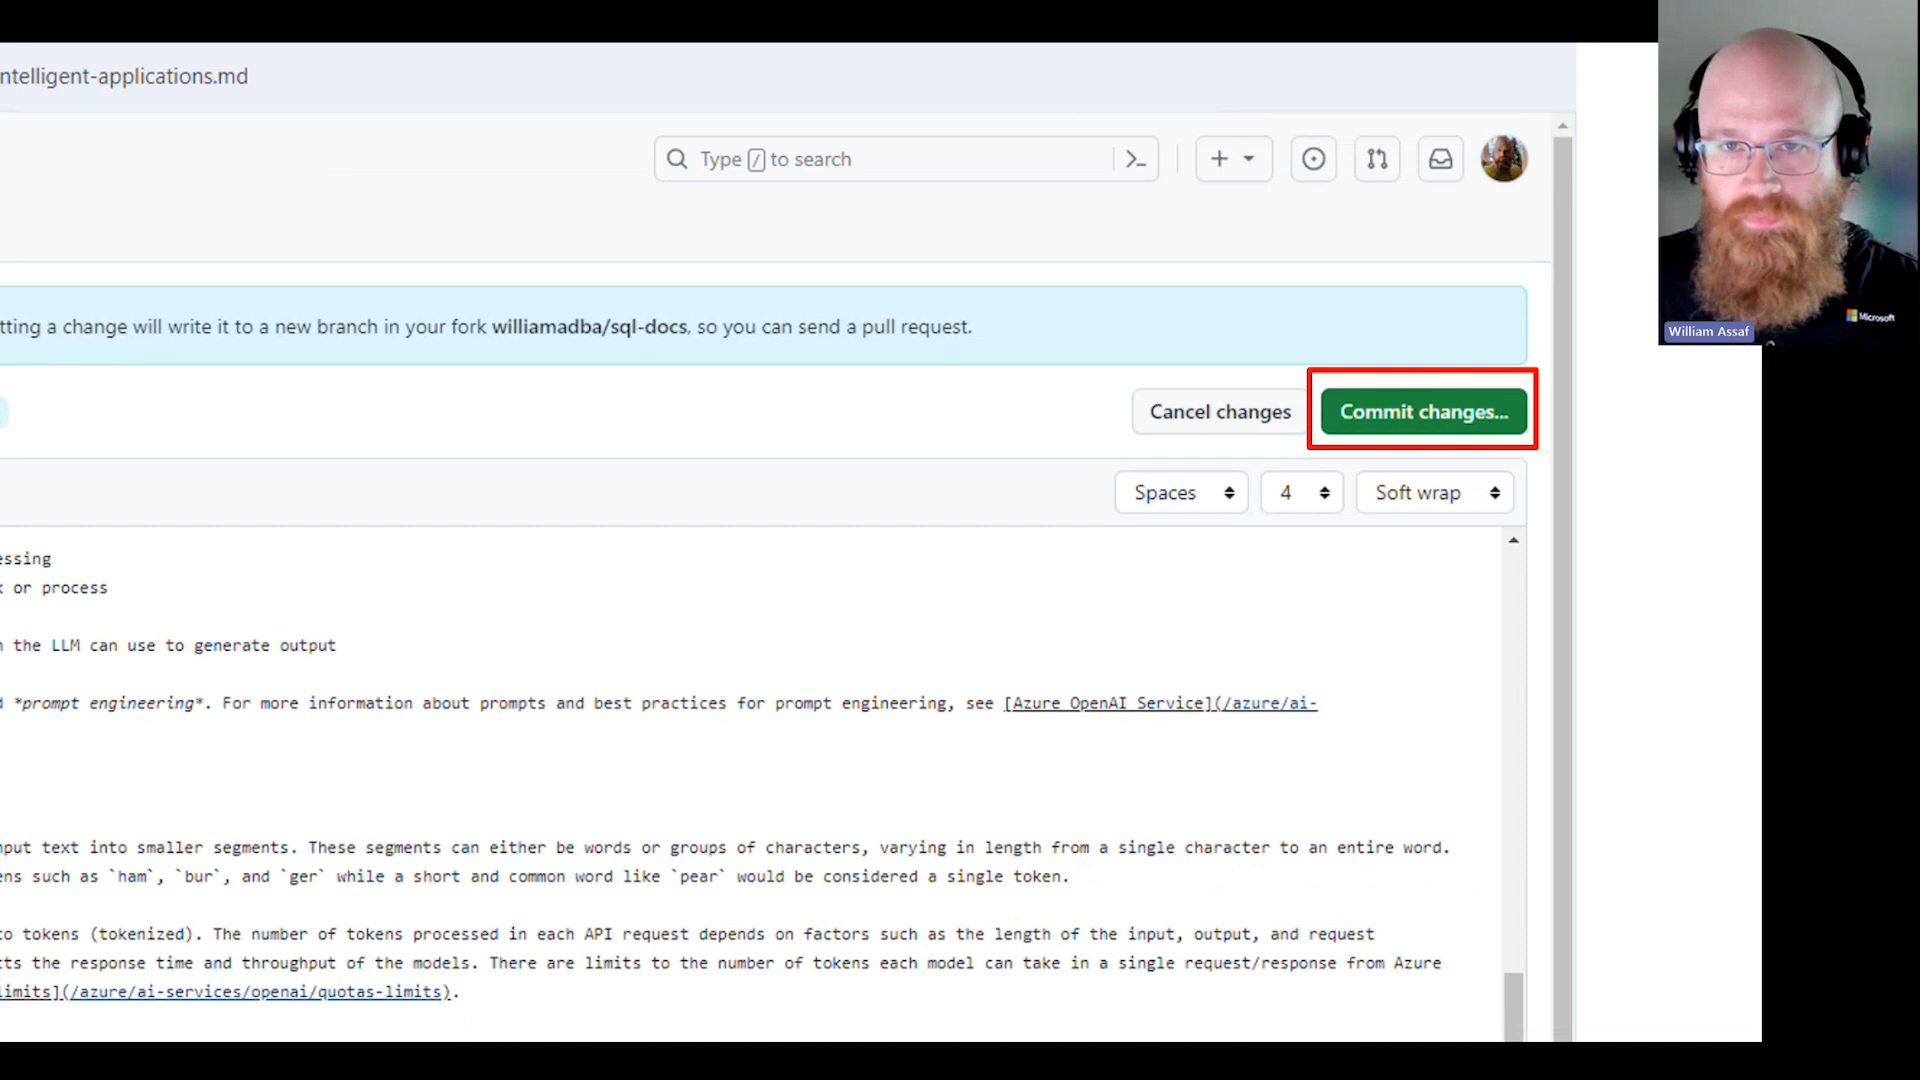 ntelligent-applications.md
Type / to search
William Assaf
Microsoft
tting a change will write it to a new branch in your fork williamadba/sql-docs, so you can send a pull request.
Cancel changes
Commit changes...
Spaces
4
Soft wrap
essing
or process
the LLM can use to generate output
*prompt engineering*. For more information about prompts and best practices for prompt engineering, see [Azure OpenAI Service](/azure/ai-
nput text into smaller segments. These segments can either be words or groups of characters, varying in length from a single character to an entire word.
ens such as `ham`, `bur`, and `ger` while a short and common word like `pear` would be considered a single token.
to tokens (tokenized). The number of tokens processed in each API request depends on factors such as the length of the input, output, and request
cts the response time and throughput of the models. There are limits to the number of tokens each model can take in a single request/response from Azure
limits](/azure/ai-services/openai/quotas-limits).